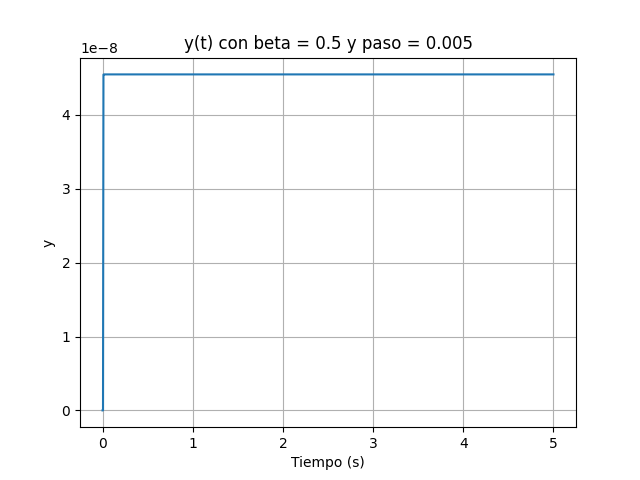 y(t) con beta = 0.5 y paso = 0.005
1e−8
4
3
2
1
0
y
0 1 2 3 4 5
Tiempo (s)